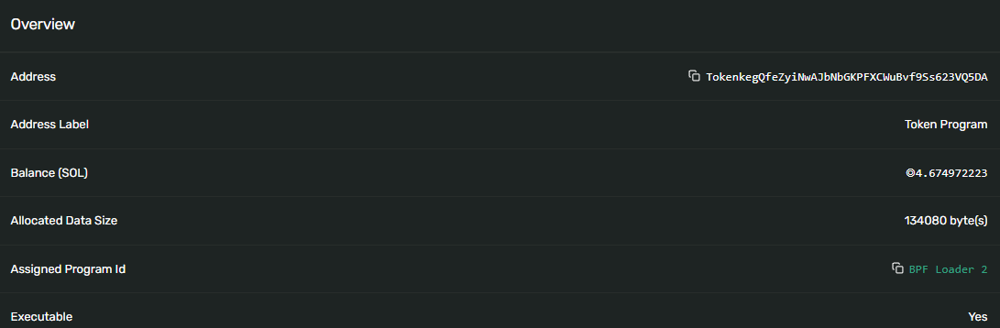 Overview
Address TokenkegQfeZyiNwAJbNbGKPFXCWuBvf9Ss623VQ5DA
Address Label Token Program
Balance (SOL) ◎4.674972223
Allocated Data Size 134080 byte(s)
Assigned Program Id BPF Loader 2
Executable Yes